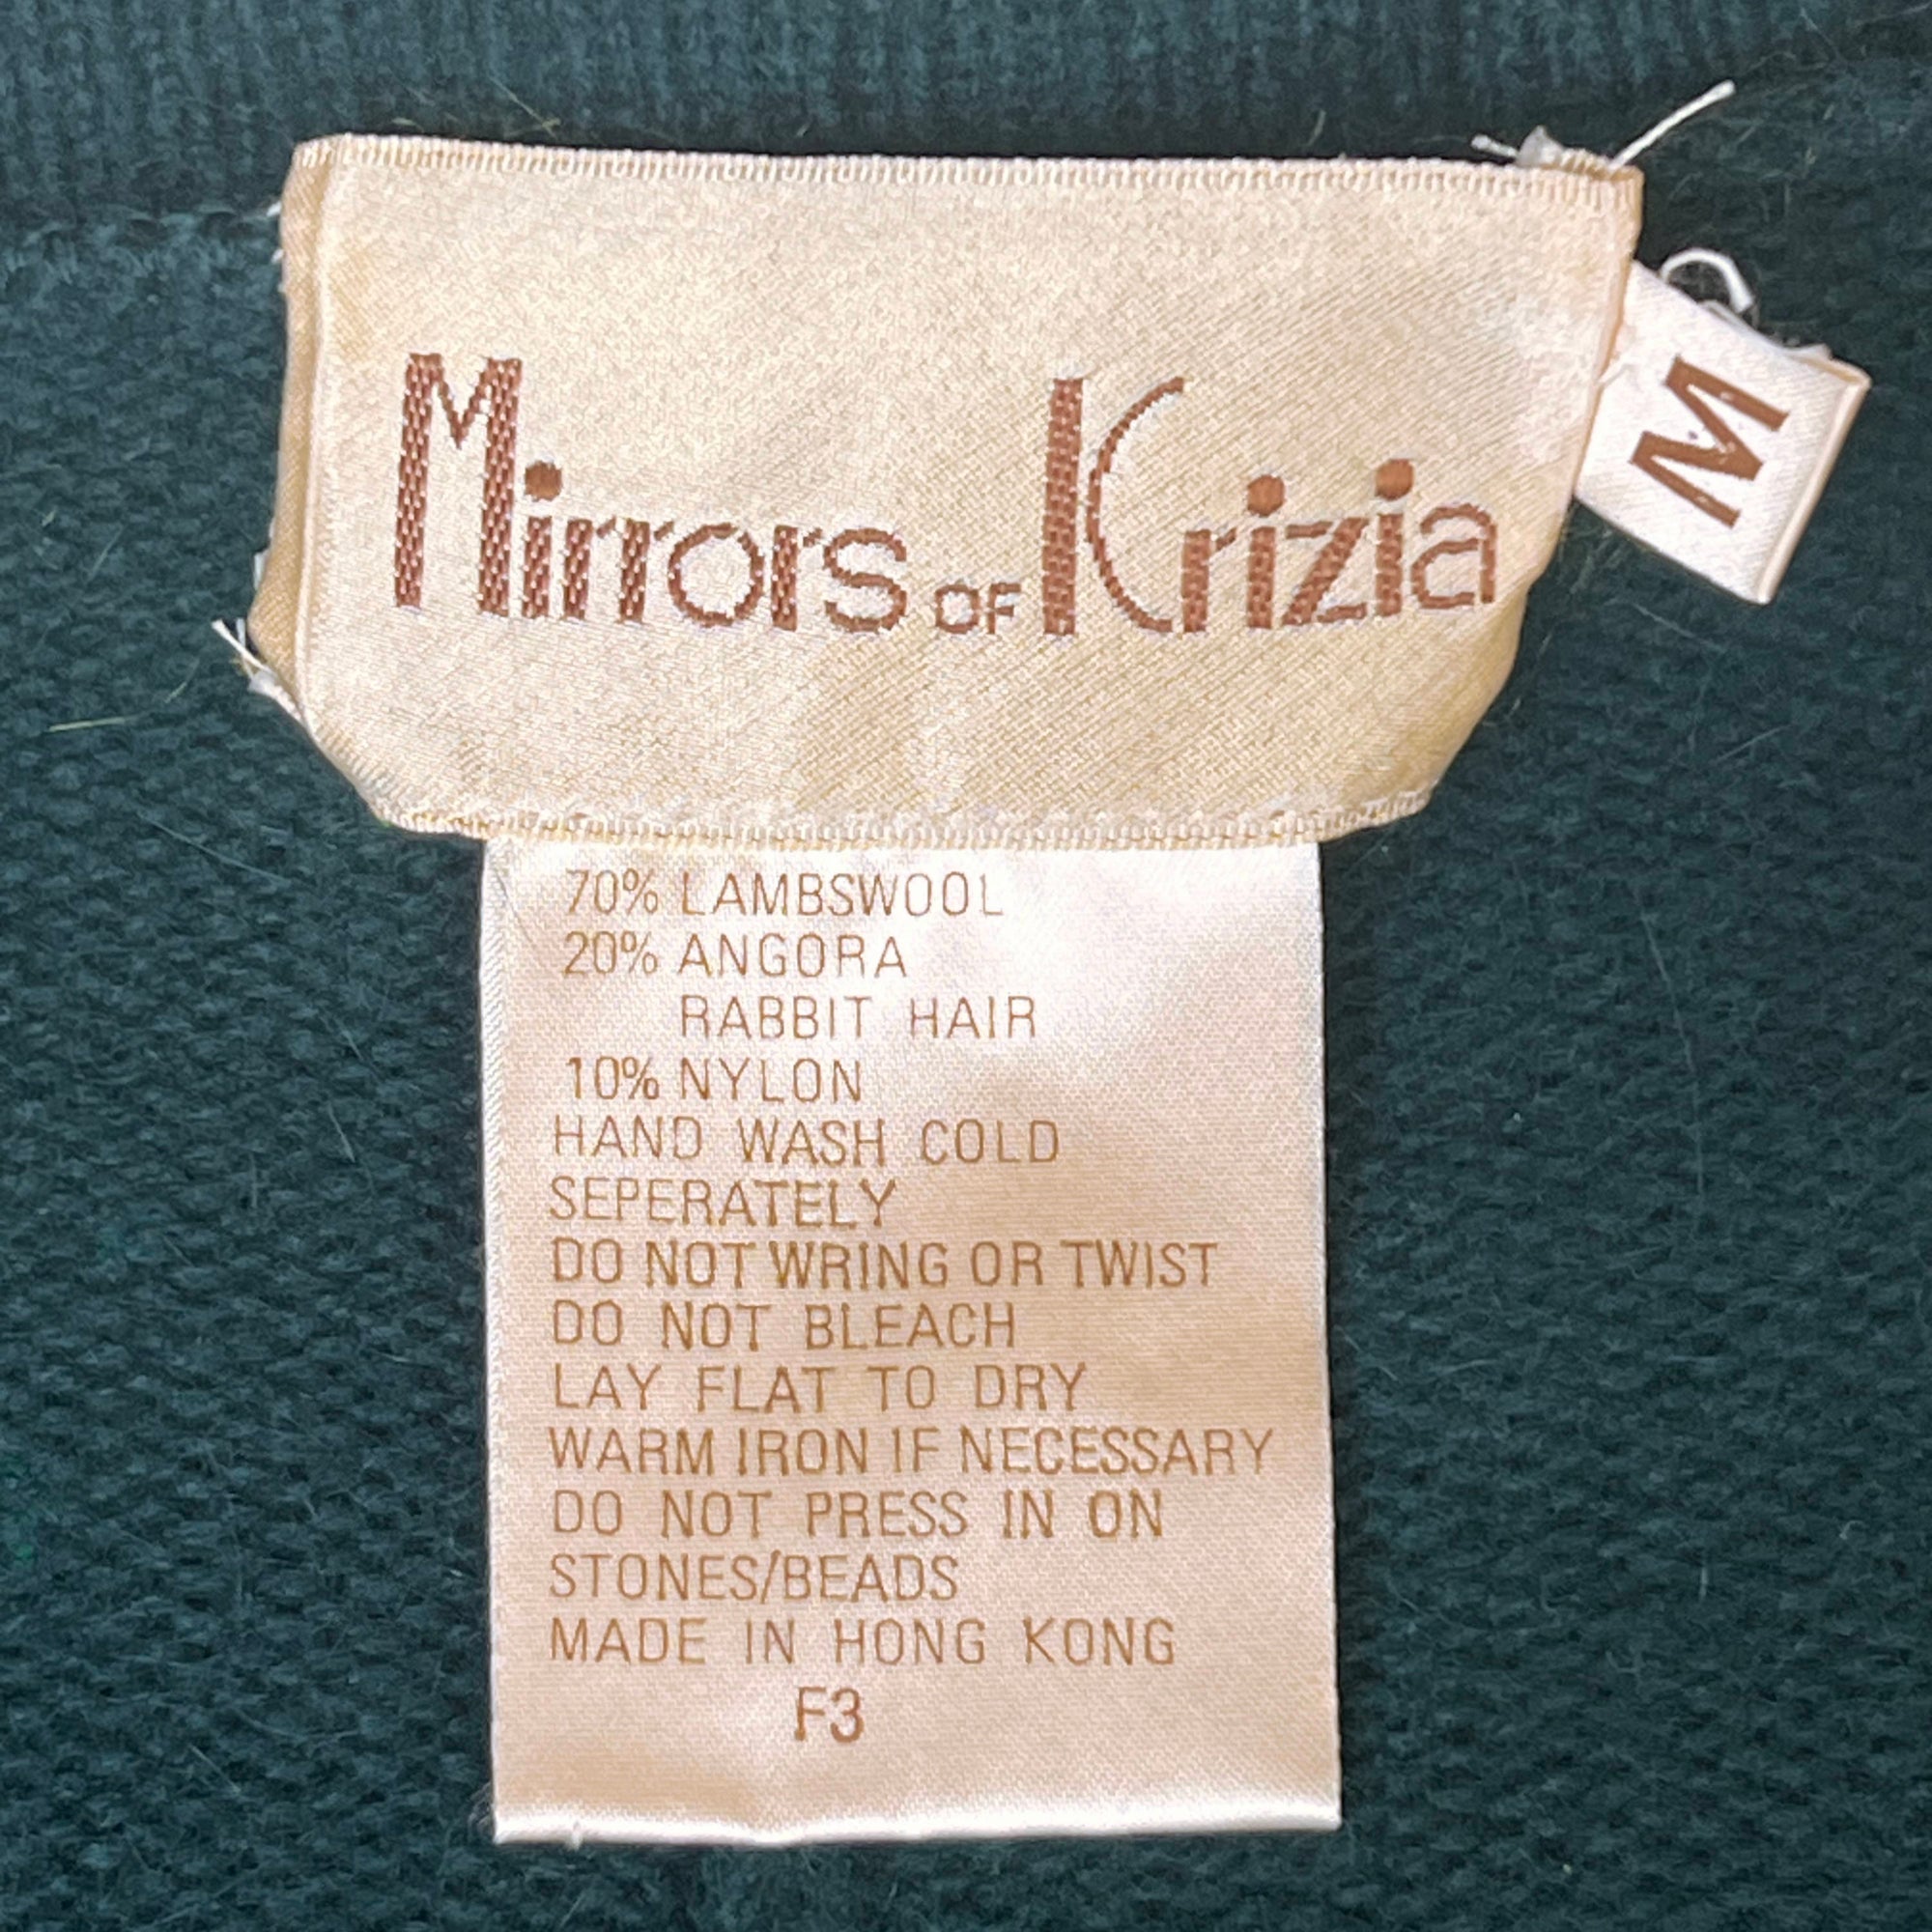 Mirrors OF Krizia
M
70% LAMBSWOOL
20% ANGORA
RABBIT HAIR
10% NYLON
HAND WASH COLD
SEPERATELY
DO NOT WRING OR TWIST
DO NOT BLEACH
LAY FLAT TO DRY
WARM IRON IF NECESSARY
DO NOT PRESS IN ON
STONES/BEADS
MADE IN HONG KONG
F3